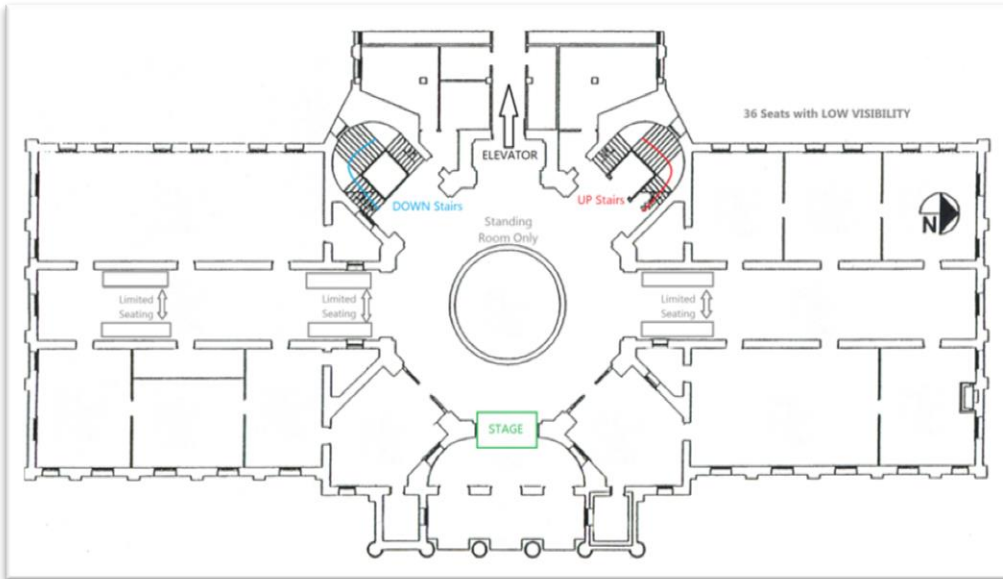 36 Seats with LOW VISIBILITY
ELEVATOR
DOWN Stairs
UP Stairs
Standing
Room Only
N
Limited
Seating
Limited
Seating
Limited
Seating
STAGE